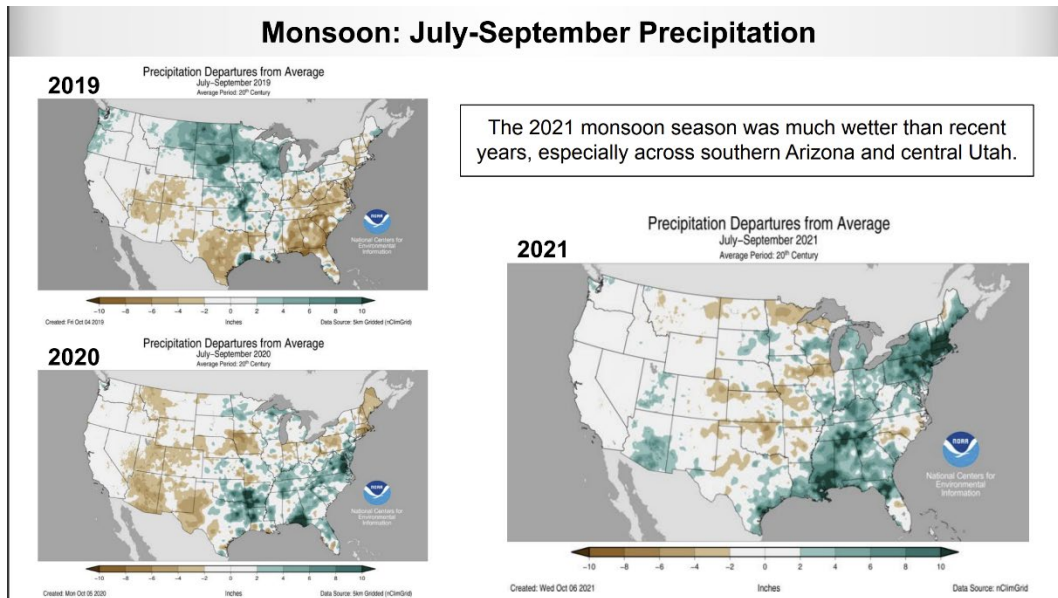 Monsoon: July-September Precipitation
2019
Precipitation Departures from Average
July–September 2019
Average Period: 20th Century
NOAA
National Centers for
Environmental
Information
-10 -8 -6 -4 -2 0 2 4 6 8 10
Created: Fri Oct 04 2019 Inches Data Source: 5km Gridded (nClimGrid)
2020
Precipitation Departures from Average
July–September 2020
Average Period: 20th Century
NOAA
National Centers for
Environmental
Information
-10 -8 -6 -4 -2 0 2 4 6 8 10
Created: Mon Oct 05 2020 Inches Data Source: 5km Gridded (nClimGrid)
The 2021 monsoon season was much wetter than recent
years, especially across southern Arizona and central Utah.
2021
Precipitation Departures from Average
July–September 2021
Average Period: 20th Century
NOAA
National Centers for
Environmental
Information
-10 -8 -6 -4 -2 0 2 4 6 8 10
Created: Wed Oct 06 2021 Inches Data Source: nClimGrid